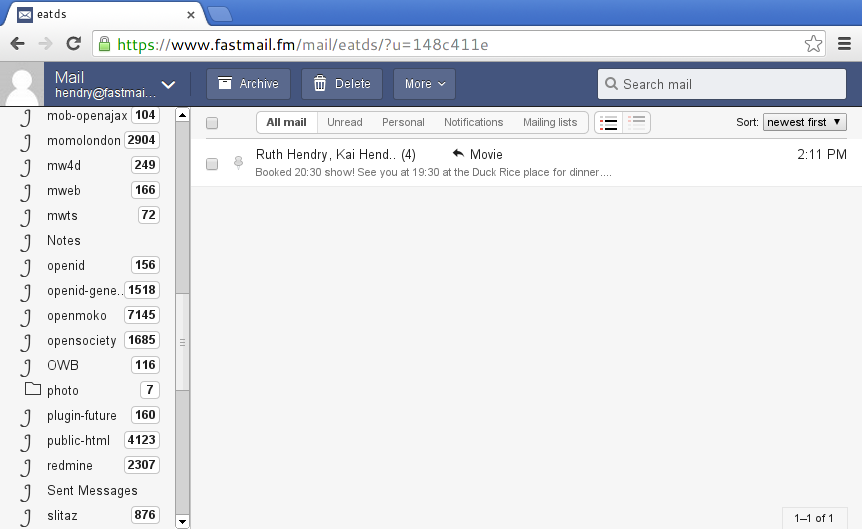 eatds
https://www.fastmail.fm/mail/eatds/?u=148c411e
Mail
hendry@fastmai...
Archive
Delete
More
Search mail
mob-openajax 104
momolondon 2904
mw4d 249
mweb 166
mwts 72
Notes
openid 156
openid-gene.. 1518
openmoko 7145
opensociety 1685
OWB 116
photo 7
plugin-future 160
public-html 4123
redmine 2307
Sent Messages
slitaz 876
All mail Unread Personal Notifications Mailing lists
Sort: newest first
Ruth Hendry, Kai Hend.. (4) Movie 2:11 PM
Booked 20:30 show! See you at 19:30 at the Duck Rice place for dinner....
1–1 of 1